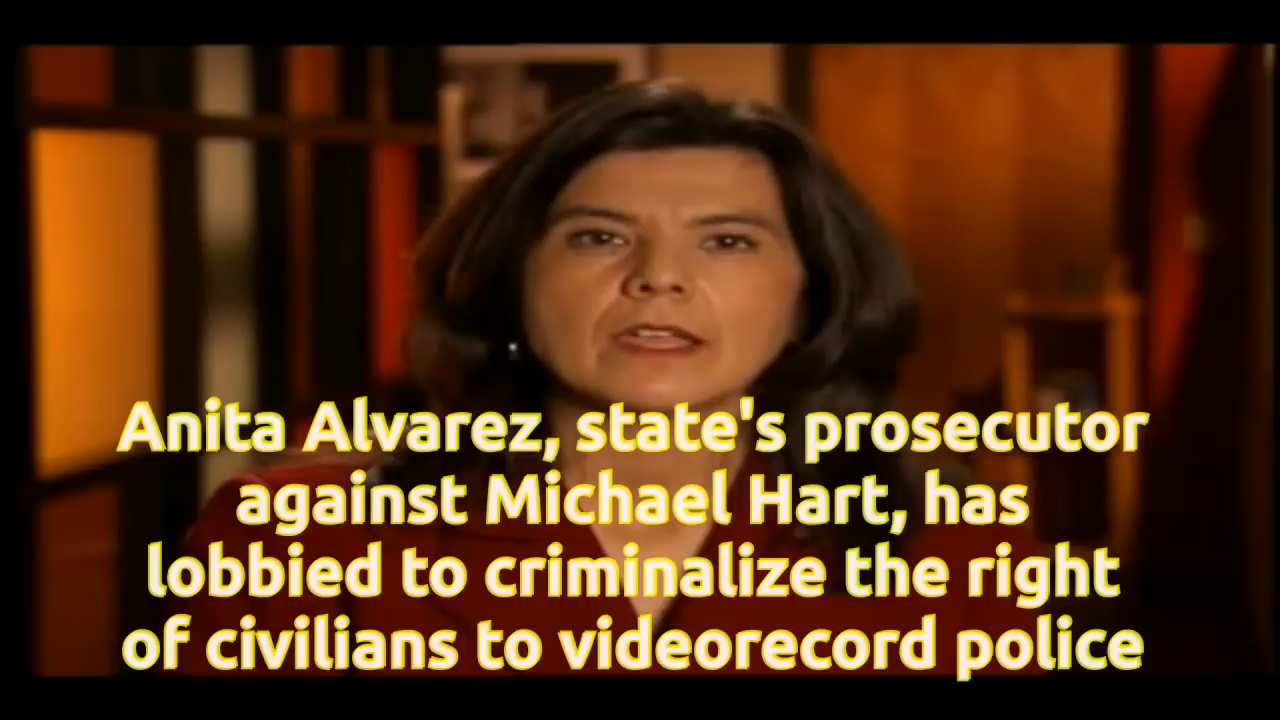 Anita Alvarez, state's prosecutor
against Michael Hart, has
lobbied to criminalize the right
of civilians to videorecord police